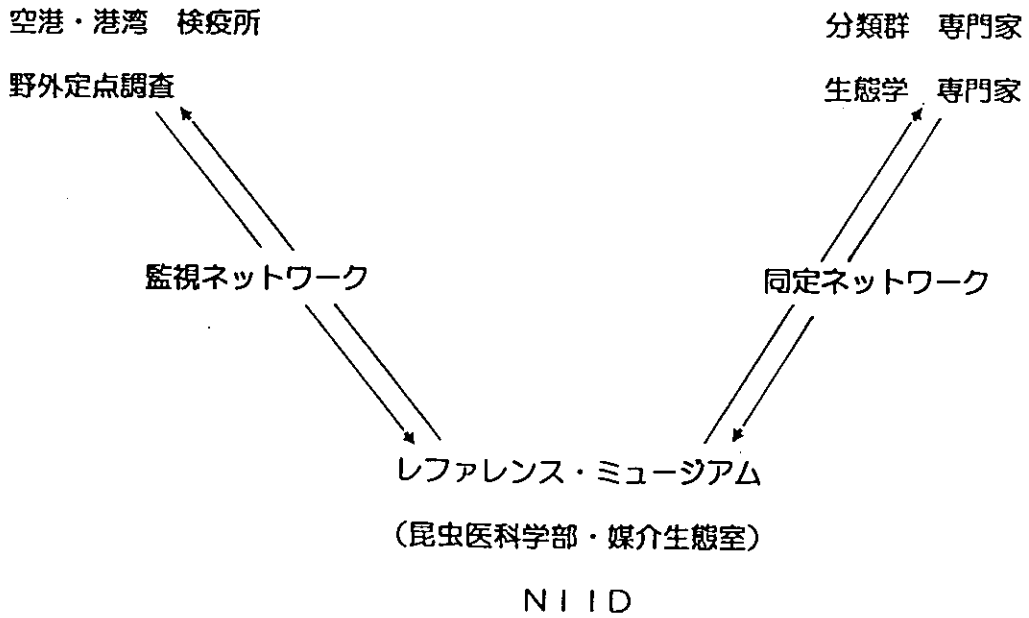 空港・港湾　検疫所
分類群　専門家
野外定点調査
生態学　専門家
監視ネットワーク
同定ネットワーク
レファレンス・ミュージアム
（昆虫医科学部・媒介生態室）
ＮＩＩＤ